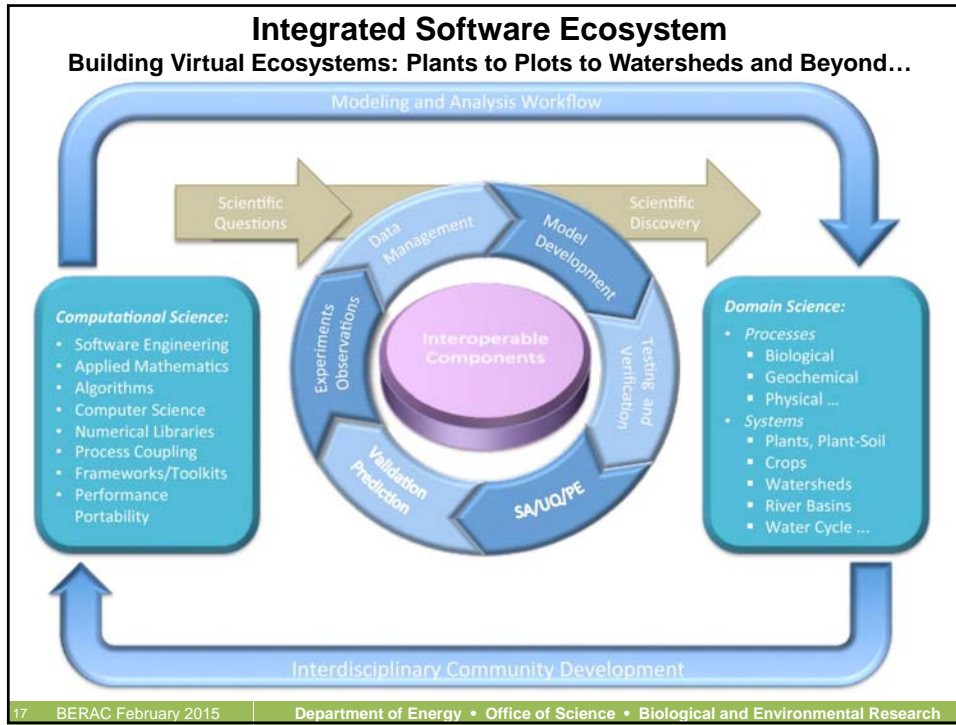 Integrated Software Ecosystem
Building Virtual Ecosystems: Plants to Plots to Watersheds and Beyond…
Modeling and Analysis Workflow
Scientific
Questions
Scientific
Discovery
Data
Management
Model
Development
Testing and
Verification
SA/UQ/PE
Validation
Prediction
Experiments
Observations
Interoperable
Components
Computational Science:
• Software Engineering
• Applied Mathematics
• Algorithms
• Computer Science
• Numerical Libraries
• Process Coupling
• Frameworks/Toolkits
• Performance
Portability
Domain Science:
• Processes
▪ Biological
▪ Geochemical
▪ Physical ...
• Systems
▪ Plants, Plant-Soil
▪ Crops
▪ Watersheds
▪ River Basins
▪ Water Cycle ...
Interdisciplinary Community Development
17 BERAC February 2015 Department of Energy • Office of Science • Biological and Environmental Research